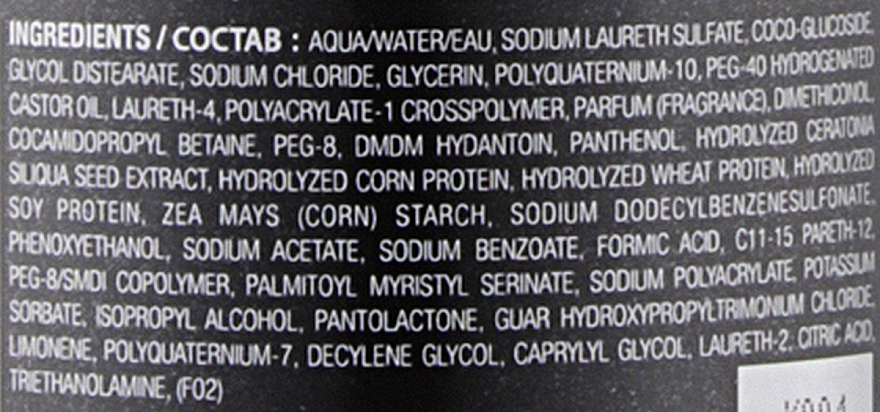 INGREDIENTS / СОСТАВ : AQUA/WATER/EAU, SODIUM LAURETH SULFATE, COCO-GLUCOSIDE,
GLYCOL DISTEARATE, SODIUM CHLORIDE, GLYCERIN, POLYQUATERNIUM-10, PEG-40 HYDROGENATED
CASTOR OIL, LAURETH-4, POLYACRYLATE-1 CROSSPOLYMER, PARFUM (FRAGRANCE), DIMETHICONOL,
COCAMIDOPROPYL BETAINE, PEG-8, DMDM HYDANTOIN, PANTHENOL, HYDROLYZED CERATONIA
SILIQUA SEED EXTRACT, HYDROLYZED CORN PROTEIN, HYDROLYZED WHEAT PROTEIN, HYDROLYZED
SOY PROTEIN, ZEA MAYS (CORN) STARCH, SODIUM DODECYLBENZENESULFONATE,
PHENOXYETHANOL, SODIUM ACETATE, SODIUM BENZOATE, FORMIC ACID, C11-15 PARETH-12,
PEG-8/SMDI COPOLYMER, PALMITOYL MYRISTYL SERINATE, SODIUM POLYACRYLATE, POTASSIUM
SORBATE, ISOPROPYL ALCOHOL, PANTOLACTONE, GUAR HYDROXYPROPYLTRIMONIUM CHLORIDE,
LIMONENE, POLYQUATERNIUM-7, DECYLENE GLYCOL, CAPRYLYL GLYCOL, LAURETH-2, CITRIC ACID,
TRIETHANOLAMINE, (F02)